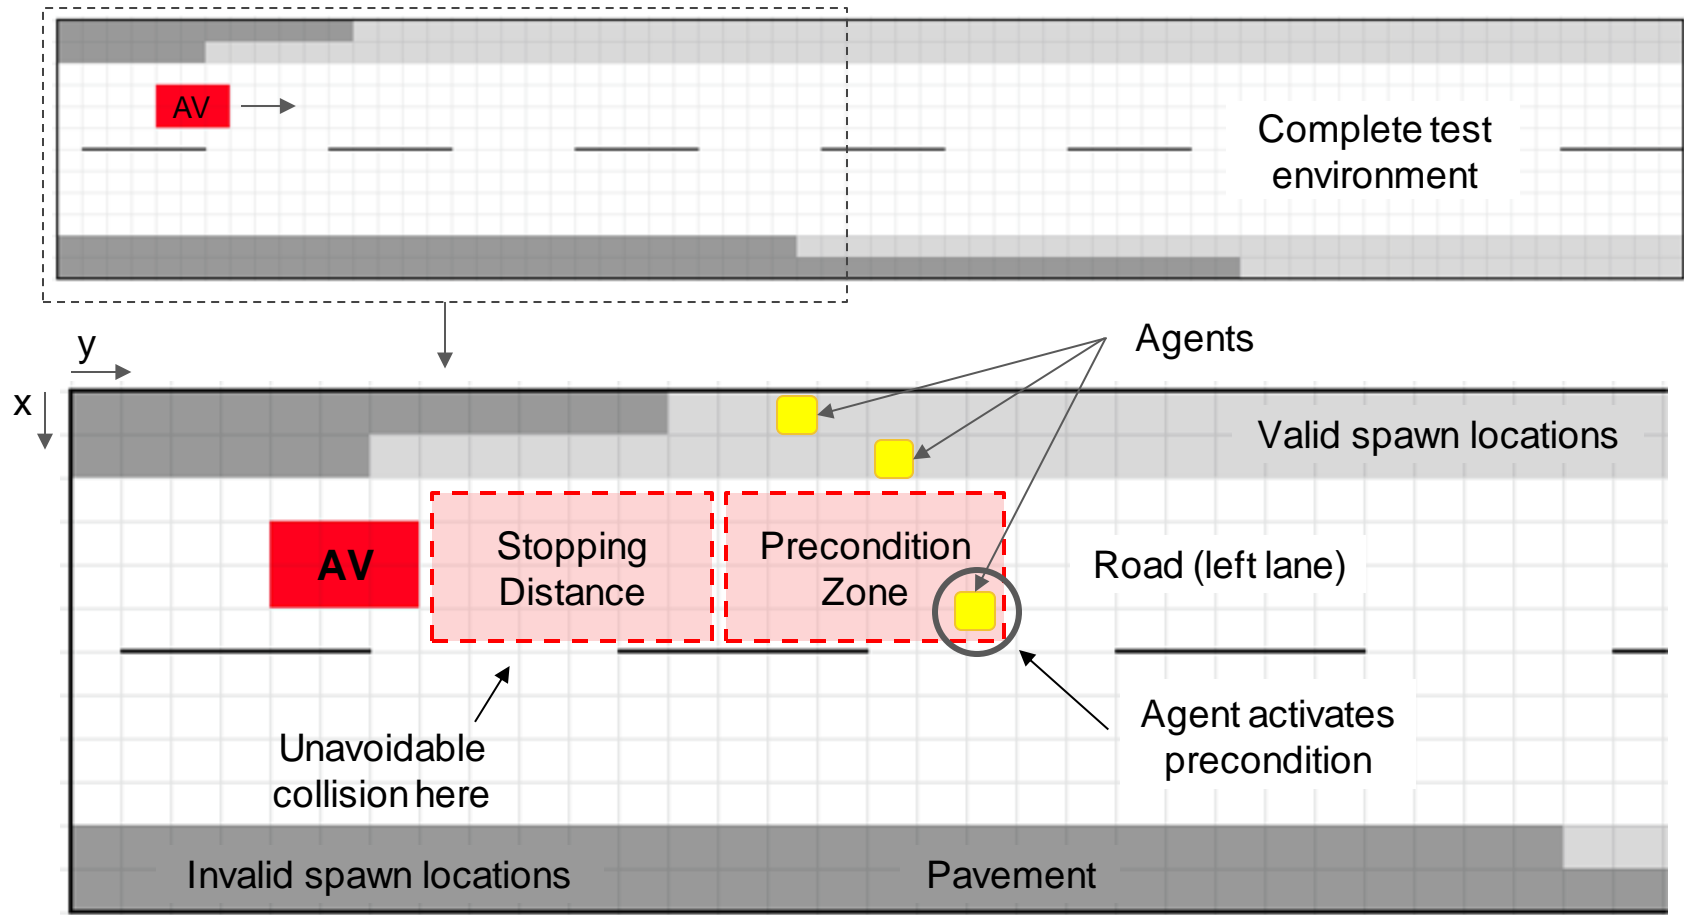 AV
Complete test
environment
y
x
Agents
Valid spawn locations
AV
Stopping
Distance
Precondition
Zone
Road (left lane)
Unavoidable
collision here
Agent activates
precondition
Invalid spawn locations
Pavement